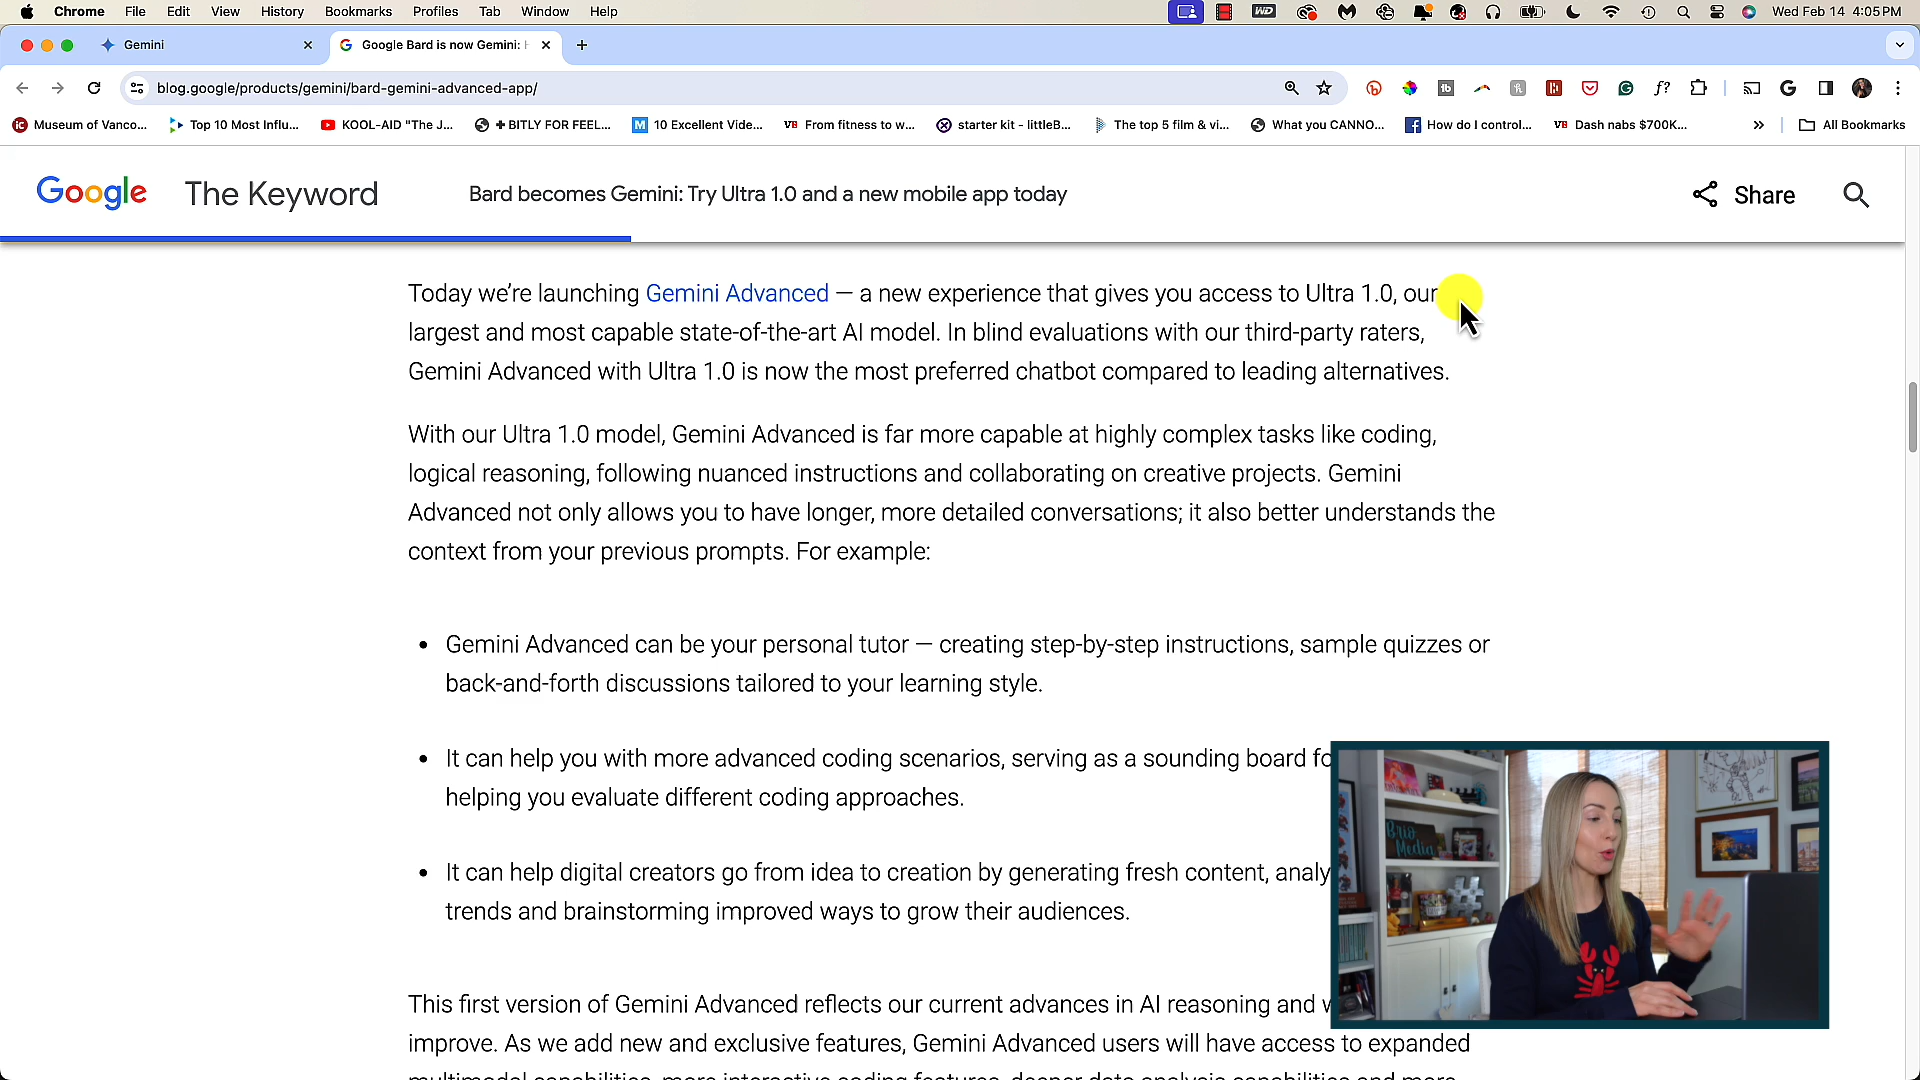 Chrome File Edit View History Bookmarks Profiles Tab Window Help WD Wed Feb 14 4:05 PM
Gemini Google Bard is now Gemini:
blog.google/products/gemini/bard-gemini-advanced-app/
Museum of Vanco... Top 10 Most Influ... KOOL-AID "The J... + BITLY FOR FEEL... 10 Excellent Vide... From fitness to w... starter kit - littleB... The top 5 film & vi... What you CANNO... How do I control... Dash nabs $700K... » All Bookmarks
Google The Keyword Bard becomes Gemini: Try Ultra 1.0 and a new mobile app today Share
Today we're launching Gemini Advanced — a new experience that gives you access to Ultra 1.0, our
largest and most capable state-of-the-art AI model. In blind evaluations with our third-party raters,
Gemini Advanced with Ultra 1.0 is now the most preferred chatbot compared to leading alternatives.
With our Ultra 1.0 model, Gemini Advanced is far more capable at highly complex tasks like coding,
logical reasoning, following nuanced instructions and collaborating on creative projects. Gemini
Advanced not only allows you to have longer, more detailed conversations; it also better understands the
context from your previous prompts. For example:
• Gemini Advanced can be your personal tutor — creating step-by-step instructions, sample quizzes or
back-and-forth discussions tailored to your learning style.
• It can help you with more advanced coding scenarios, serving as a sounding board fo
helping you evaluate different coding approaches.
• It can help digital creators go from idea to creation by generating fresh content, analy
trends and brainstorming improved ways to grow their audiences.
Brio
Media
This first version of Gemini Advanced reflects our current advances in AI reasoning and
improve. As we add new and exclusive features, Gemini Advanced users will have access to expanded
multimodal capabilities, more interactive coding features, deeper data analysis capabilities and more